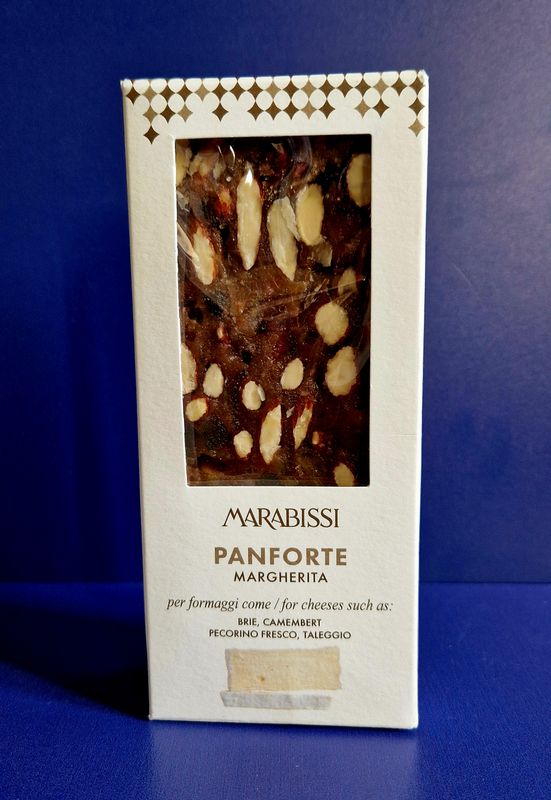 MARABISSI
PANFORTE
MARGHERITA
per formaggi come / for cheeses such as:
BRIE, CAMEMBERT
PECORINO FRESCO, TALEGGIO